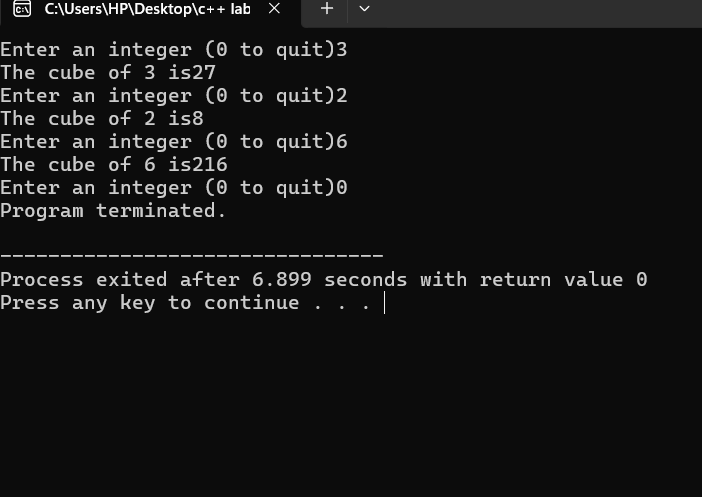 C:\Users\HP\Desktop\c++ lab
Enter an integer (0 to quit)3
The cube of 3 is27
Enter an integer (0 to quit)2
The cube of 2 is8
Enter an integer (0 to quit)6
The cube of 6 is216
Enter an integer (0 to quit)0
Program terminated.
--------------------------------
Process exited after 6.899 seconds with return value 0
Press any key to continue . . .